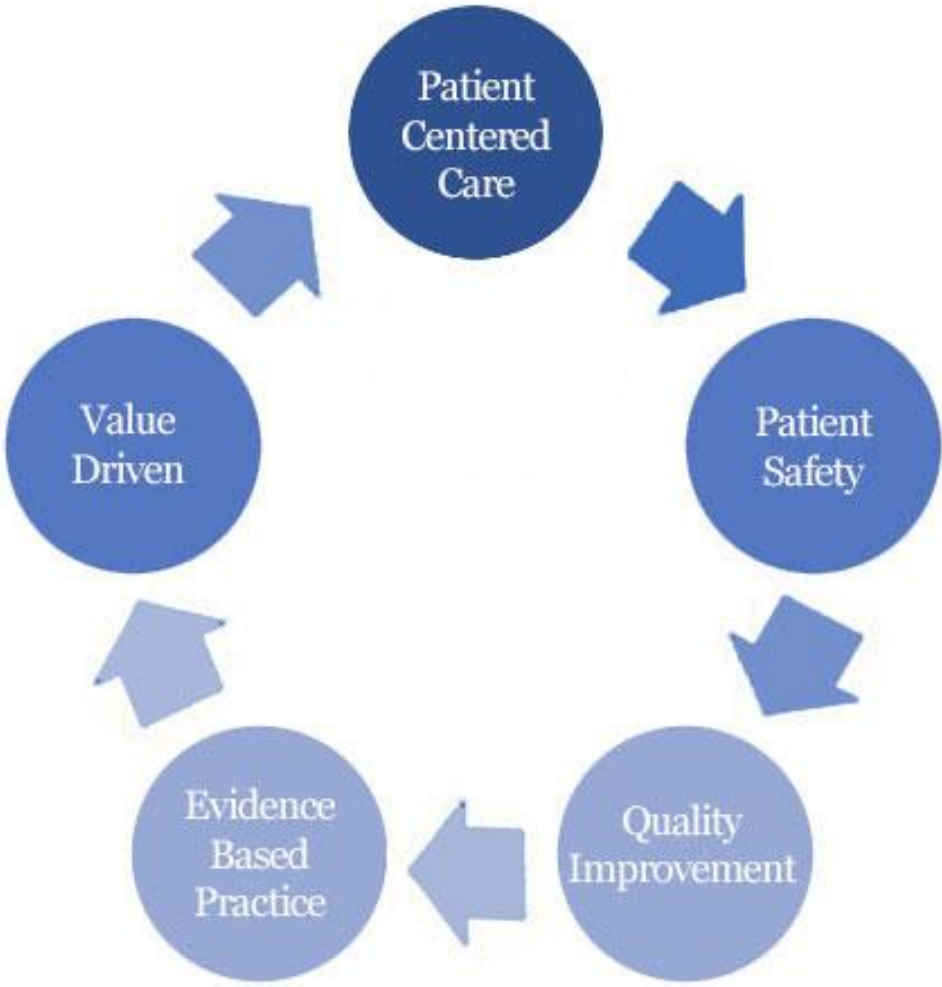 Patient
Centered
Care
Patient
Safety
Quality
Improvement
Evidence
Based
Practice
Value
Driven